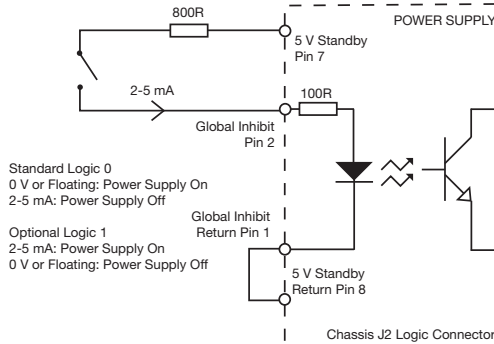 800R
POWER SUPPLY
5 V Standby
Pin 7
2-5 mA
100R
Global Inhibit
Pin 2
Standard Logic 0
0 V or Floating: Power Supply On
2-5 mA: Power Supply Off
Optional Logic 1
2-5 mA: Power Supply On
0 V or Floating: Power Supply Off
Global Inhibit
Return Pin 1
5 V Standby
Return Pin 8
Chassis J2 Logic Connector